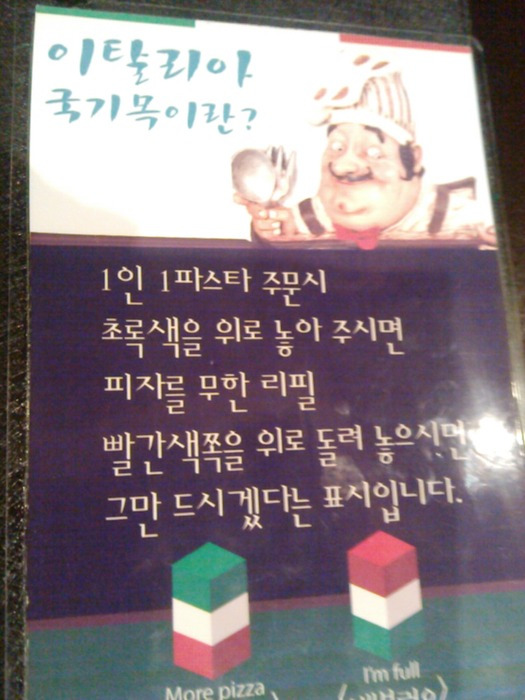 이탈리아
국기목이란?
1인 1파스타 주문시
초록색을 위로 놓아 주시면
피자를 무한 리필
빨간색쪽을 위로 돌려 놓으시면
그만 드시겠다는 표시입니다.
More pizza
I'm full